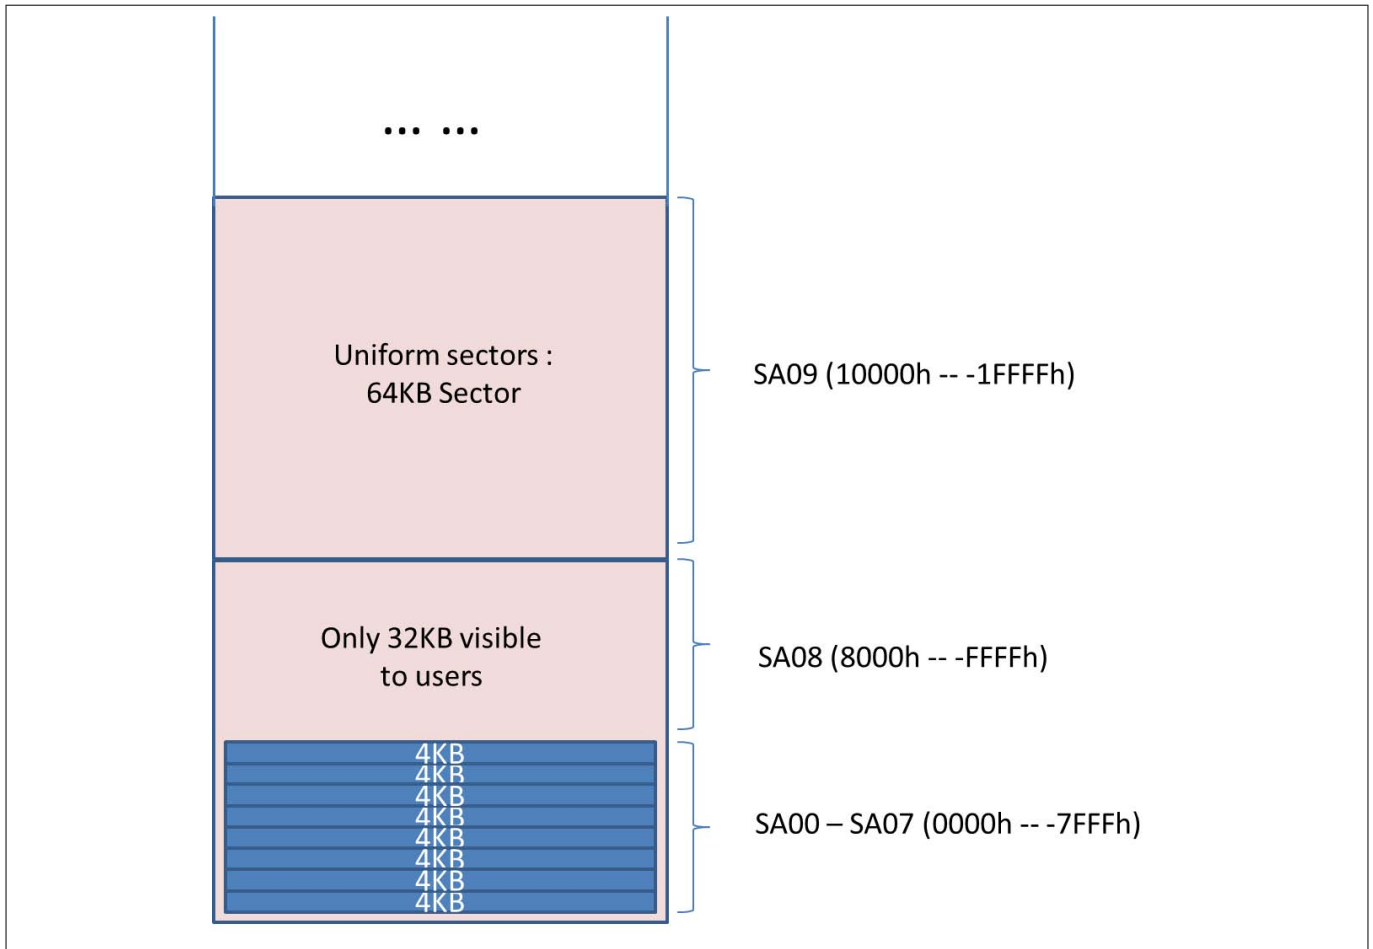 ... ...
Uniform sectors :
64KB Sector
SA09 (10000h -- -1FFFFh)
Only 32KB visible
to users
SA08 (8000h -- -FFFFh)
4KB
4KB
4KB
4KB
4KB
4KB
4KB
4KB
SA00 – SA07 (0000h -- -7FFFh)